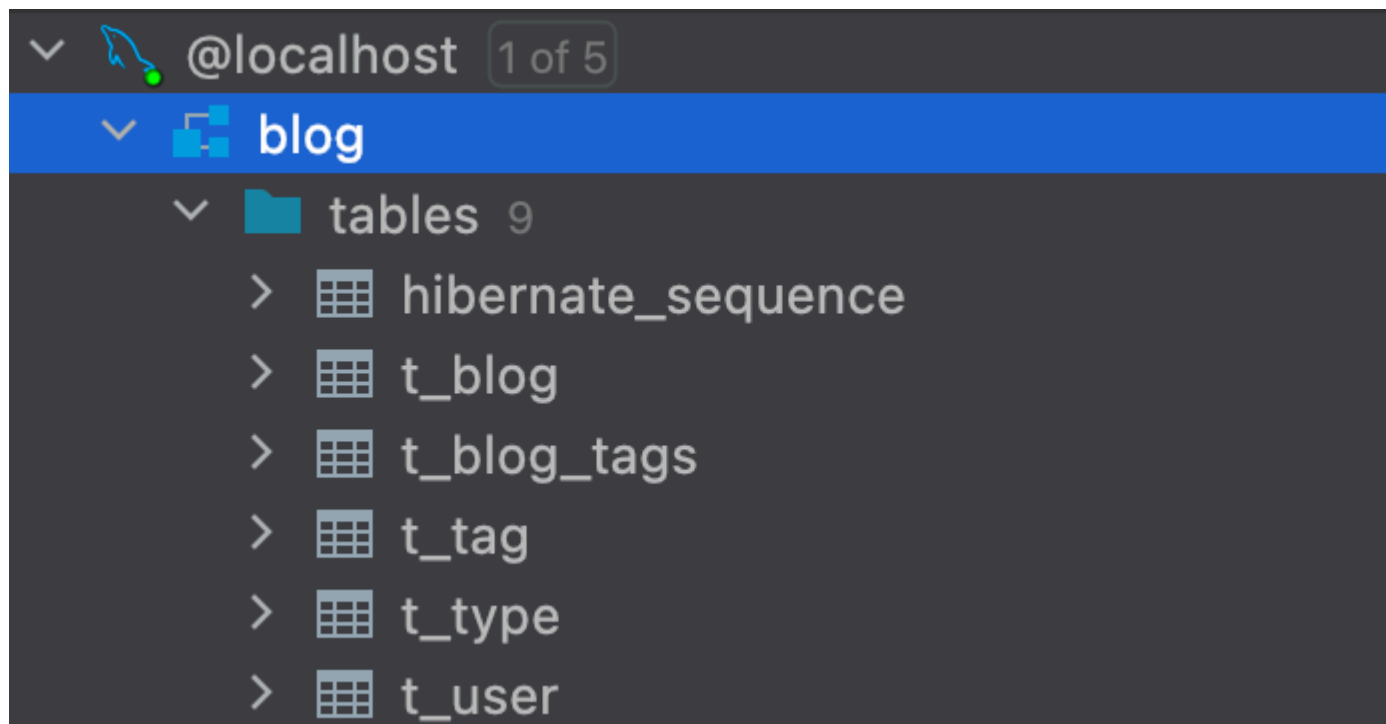 @localhost 1 of 5
blog
tables 9
hibernate_sequence
t_blog
t_blog_tags
t_tag
t_type
t_user